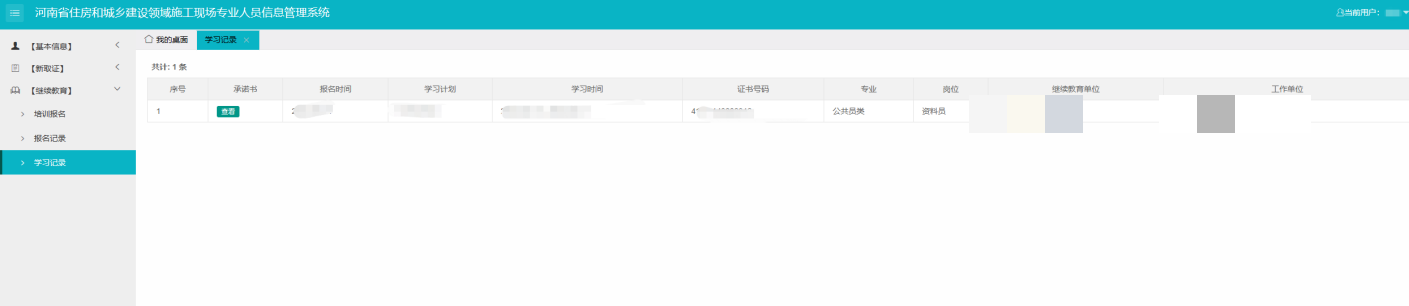 河南省住房和城乡建设领域施工现场专业人员信息管理系统
当前用户：
【基本信息】
【新取证】
【继续教育】
培训报名
报名记录
学习记录
我的桌面 学习记录
共计: 1 条
序号 承诺书 报名时间 学习计划 学习时间 证书号码 专业 岗位 继续教育单位 工作单位
1 查看 公共员类 资料员